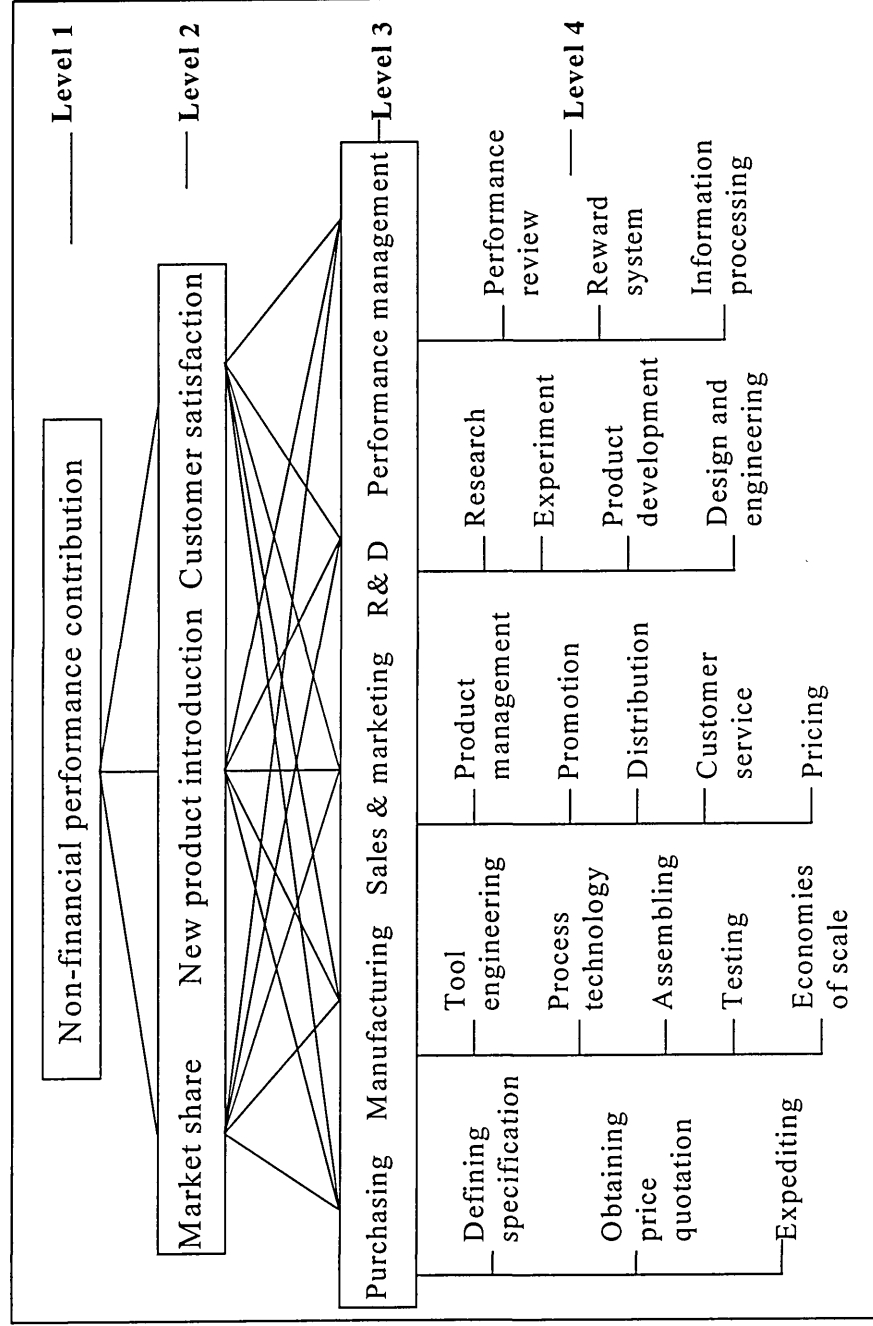 Non-financial performance contribution
Level 1
Market share New product introduction Customer satisfaction
Level 2
Purchasing Manufacturing Sales & marketing R& D Performance management
Level 3
Level 4
Defining
specification
Obtaining
price
quotation
Expediting
Tool
engineering
Process
technology
Assembling
Testing
Economies
of scale
Product
management
Promotion
Distribution
Customer
service
Pricing
Research
Experiment
Product
development
Design and
engineering
Performance
review
Reward
system
Information
processing